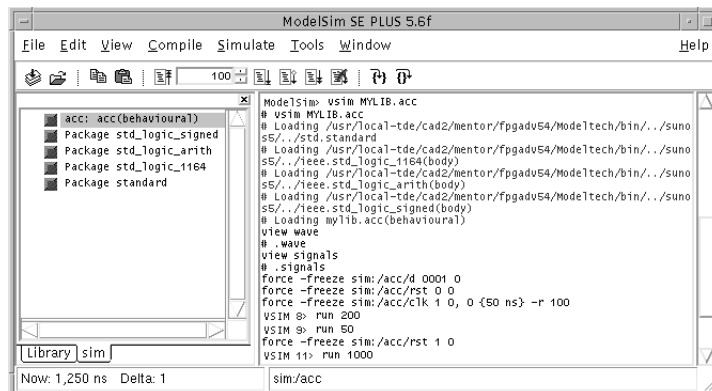 ModelSim SE PLUS 5.6f
File Edit View Compile Simulate Tools Window Help
100
acc: acc(behavioural)
Package std_logic_signed
Package std_logic_arith
Package std_logic_1164
Package standard
Library sim
ModelSim> vsim MYLIB.acc
# vsim MYLIB.acc
# Loading /usr/local-tde/cad2/mentor/fpgadv54/Modeltech/bin/../suno
s5/../std.standard
# Loading /usr/local-tde/cad2/mentor/fpgadv54/Modeltech/bin/../suno
s5/../ieee.std_logic_1164(body)
# Loading /usr/local-tde/cad2/mentor/fpgadv54/Modeltech/bin/../suno
s5/../ieee.std_logic_arith(body)
# Loading /usr/local-tde/cad2/mentor/fpgadv54/Modeltech/bin/../suno
s5/../ieee.std_logic_signed(body)
# Loading mylib.acc(behavioural)
view wave
# .wave
view signals
# .signals
force -freeze sim:/acc/d 0001 0
force -freeze sim:/acc/rst 0 0
force -freeze sim:/acc/clk 1 0, 0 {50 ns} -r 100
VSIM 8> run 200
VSIM 9> run 50
force -freeze sim:/acc/rst 1 0
VSIM 11> run 1000
Now: 1,250 ns Delta: 1
sim:/acc